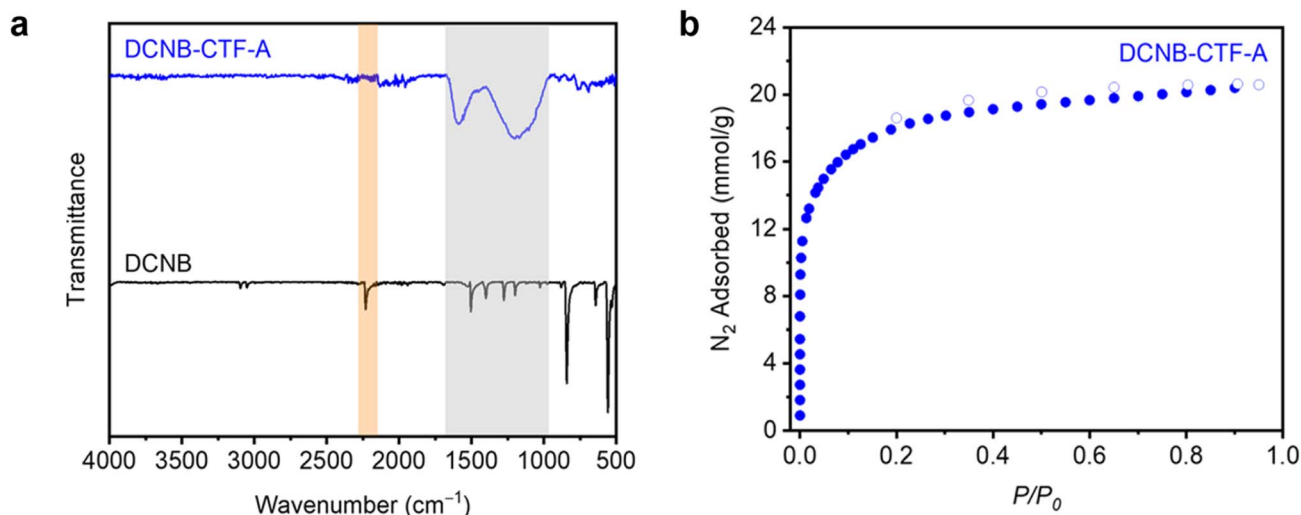 a
DCNB-CTF-A
DCNB
Transmittance
4000 3500 3000 2500 2000 1500 1000 500
Wavenumber (cm⁻¹)
b
DCNB-CTF-A
24
20
16
12
8
4
0
N₂ Adsorbed (mmol/g)
0.0 0.2 0.4 0.6 0.8 1.0
P/P₀